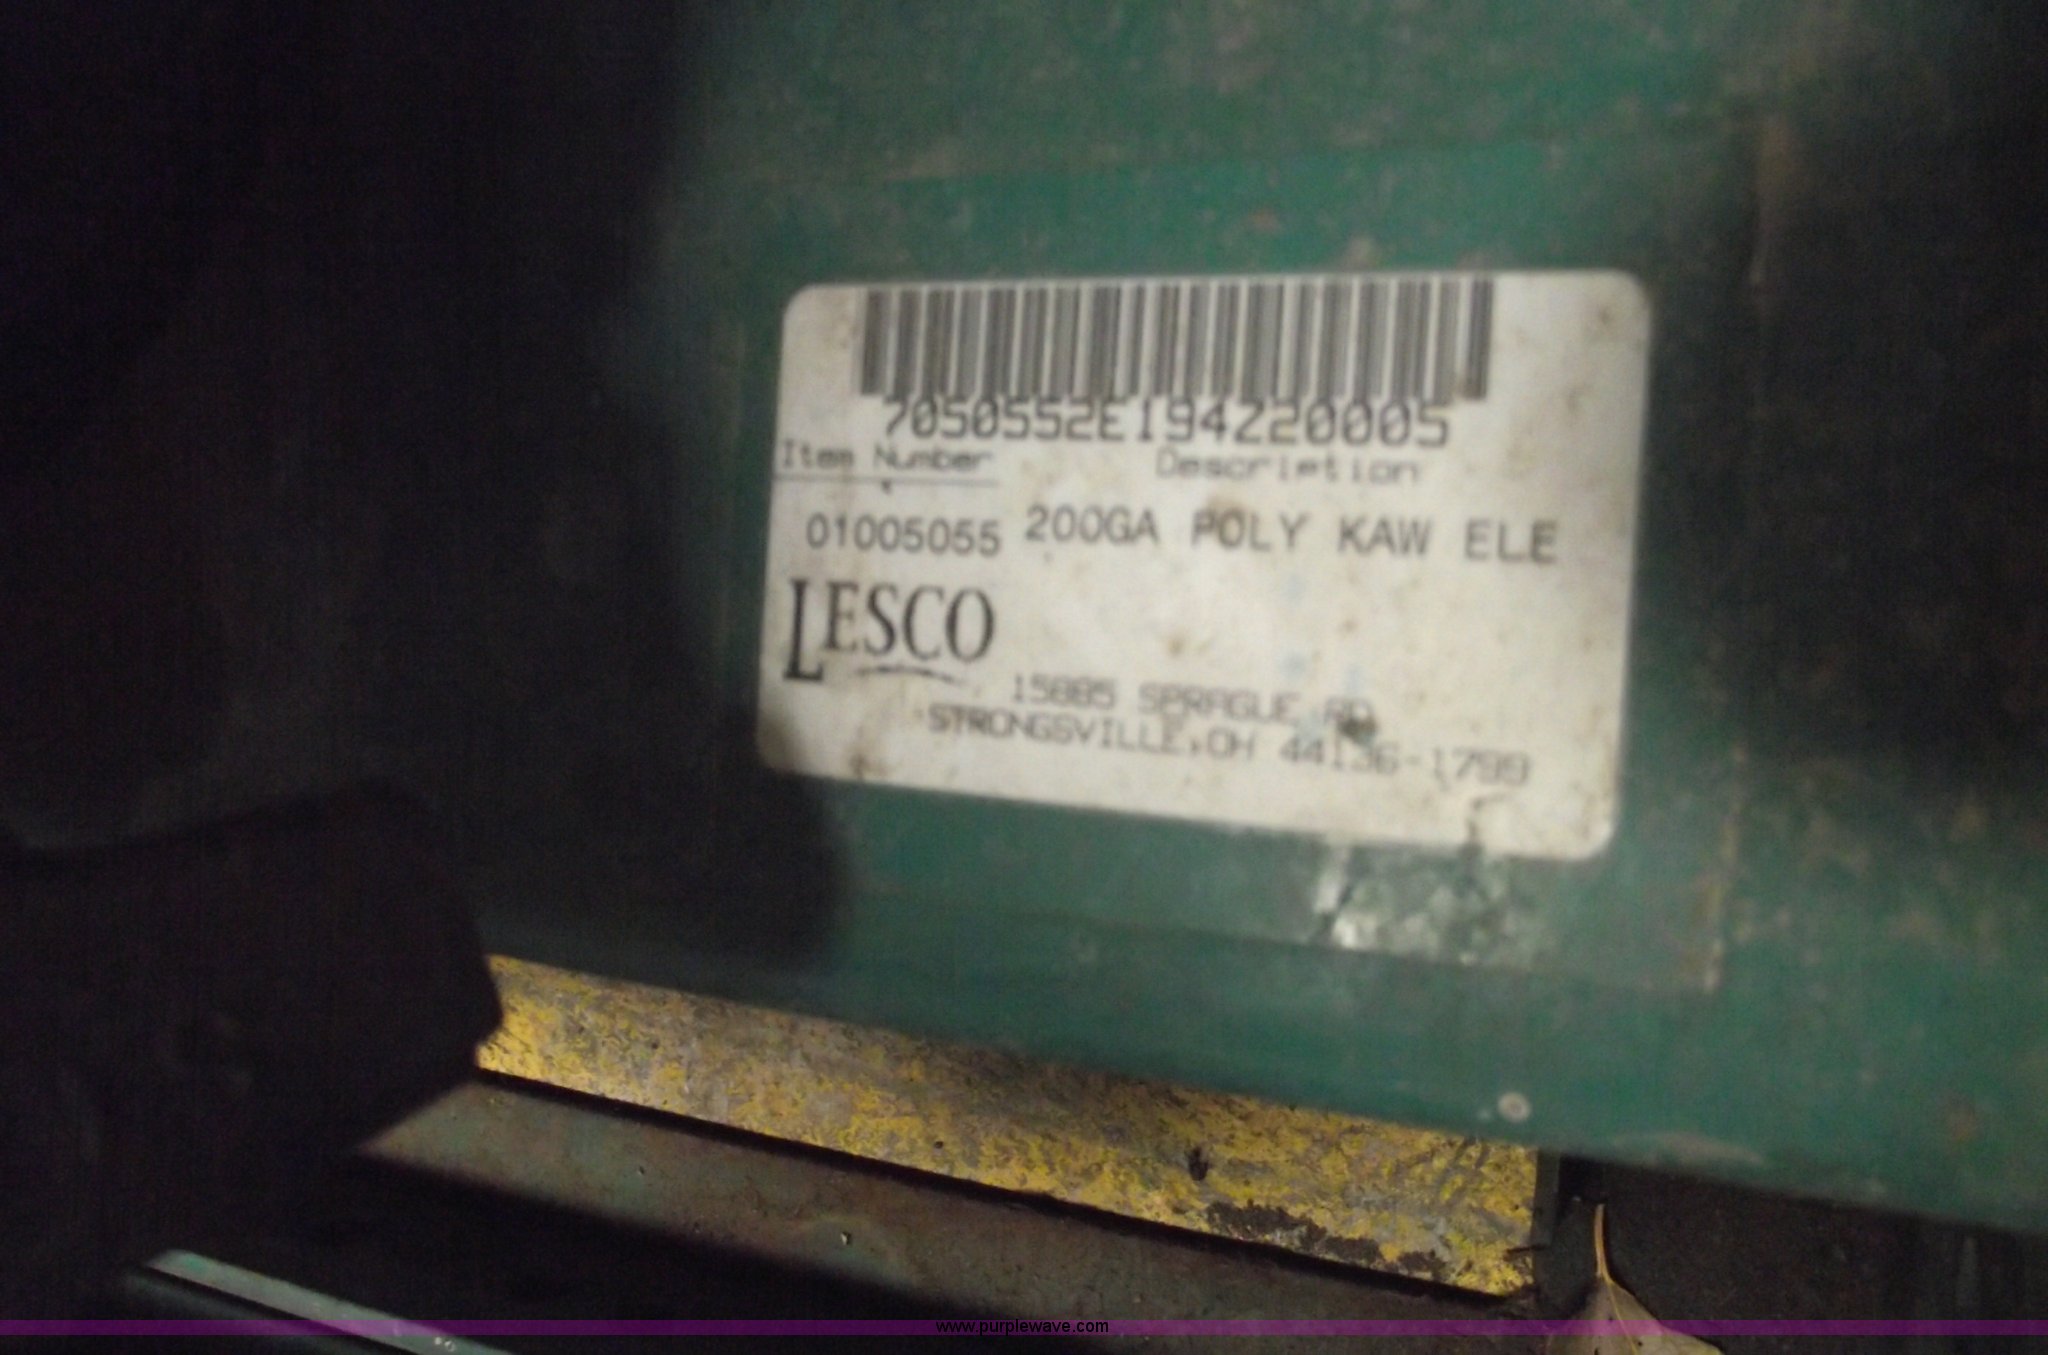 7050552E194Z20005
Item Number Description
01005055 200GA POLY KAW ELE
LESCO
15885 SPRAGUE RD
STRONGSVILLE,OH 44136-1799
www.purplewave.com